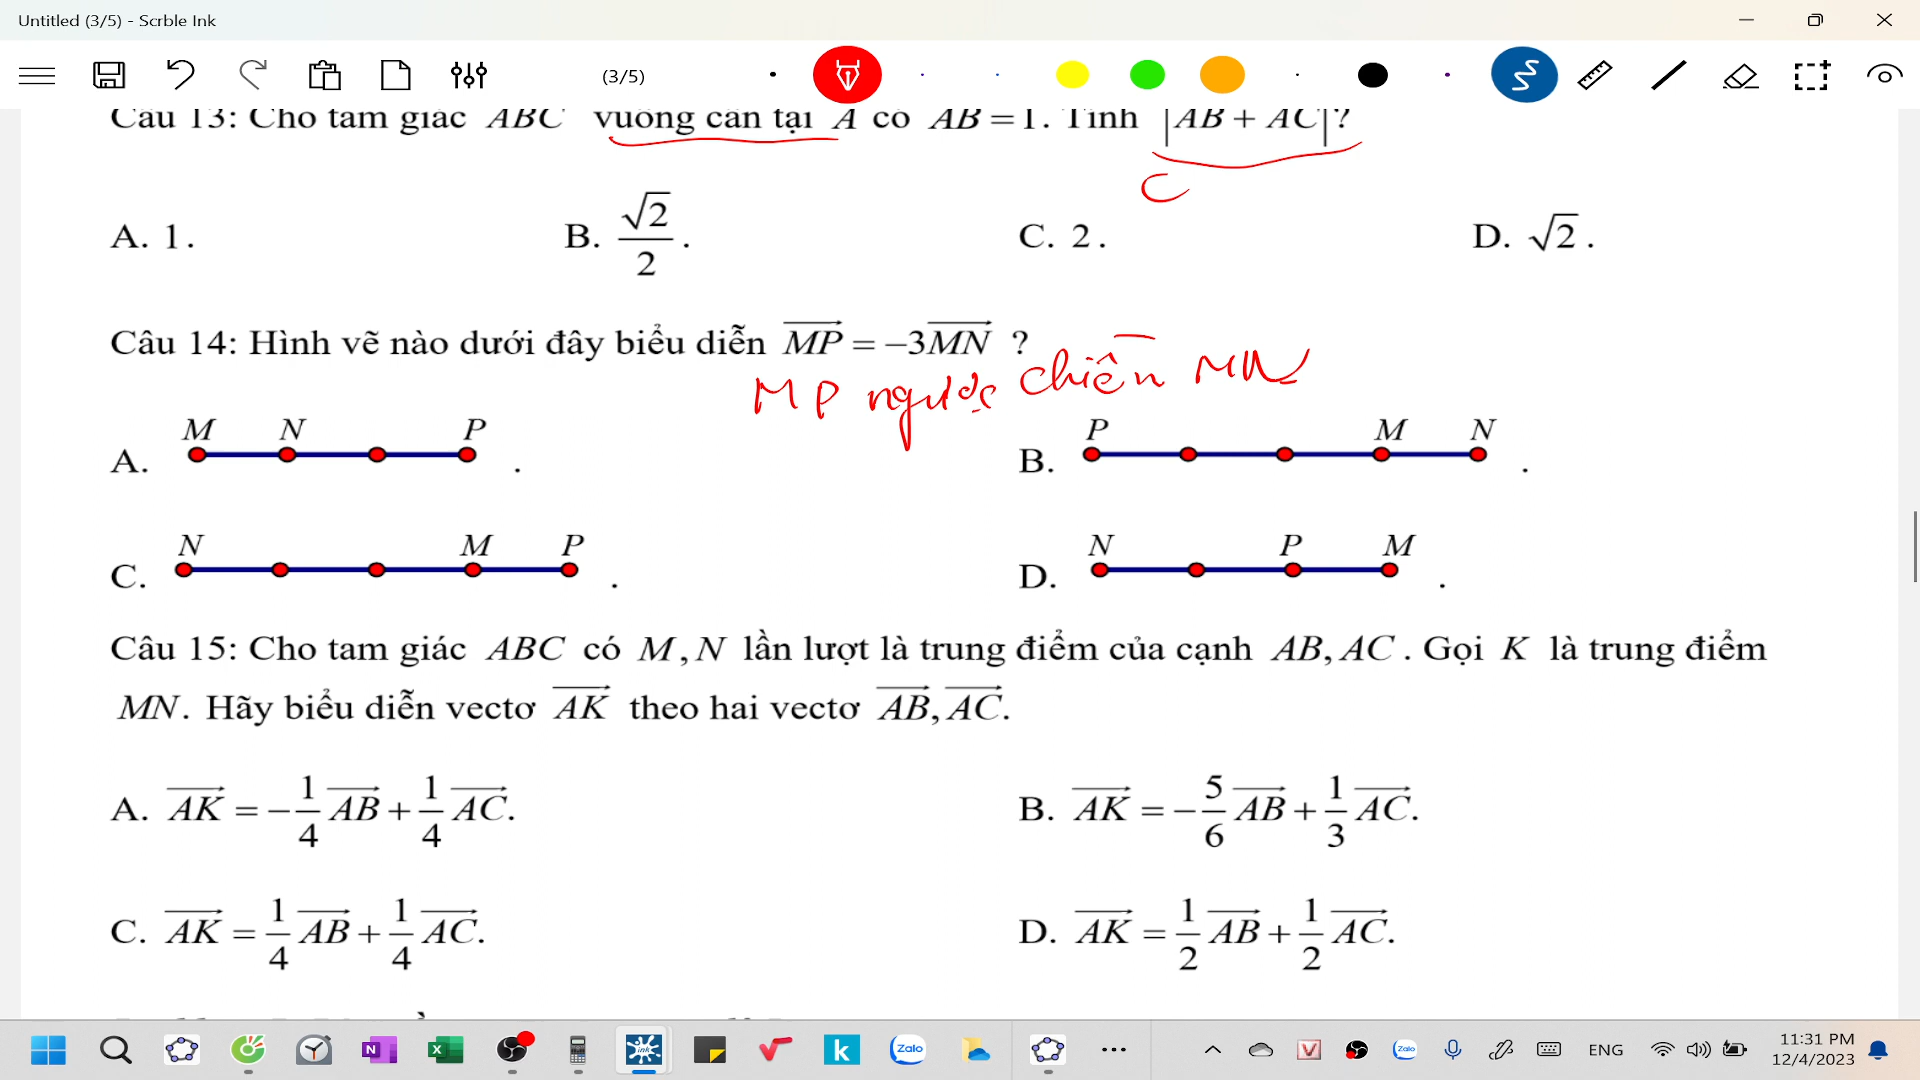 Untitled (3/5) - Scrble Ink
(3/5)
Câu 13: Cho tam giác ABC vuông cân tại A có AB = 1. Tính |AB + AC|?
C
A. 1.
B. √2/2.
C. 2.
D. √2.
Câu 14: Hình vẽ nào dưới đây biểu diễn MP⃗ = −3MN⃗ ?
MP ngược chiều MN
M N P
A. .
P M N
B. .
N M P
C. .
N P M
D. .
Câu 15: Cho tam giác ABC có M, N lần lượt là trung điểm của cạnh AB, AC. Gọi K là trung điểm
MN. Hãy biểu diễn vectơ AK⃗ theo hai vectơ AB⃗, AC⃗.
A. AK⃗ = −1/4 AB⃗ + 1/4 AC⃗.
B. AK⃗ = −5/6 AB⃗ + 1/3 AC⃗.
C. AK⃗ = 1/4 AB⃗ + 1/4 AC⃗.
D. AK⃗ = 1/2 AB⃗ + 1/2 AC⃗.
ink
Zalo
ENG
11:31 PM
12/4/2023